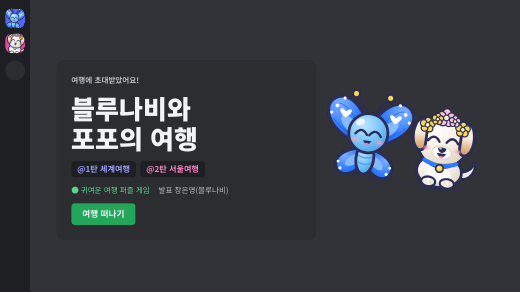 여행에 초대받았어요!
블루나비와
포포의 여행
@1탄 세계여행 @2탄 서울여행
귀여운 여행 퍼즐 게임 발표 장은영(블루나비)
여행 떠나기